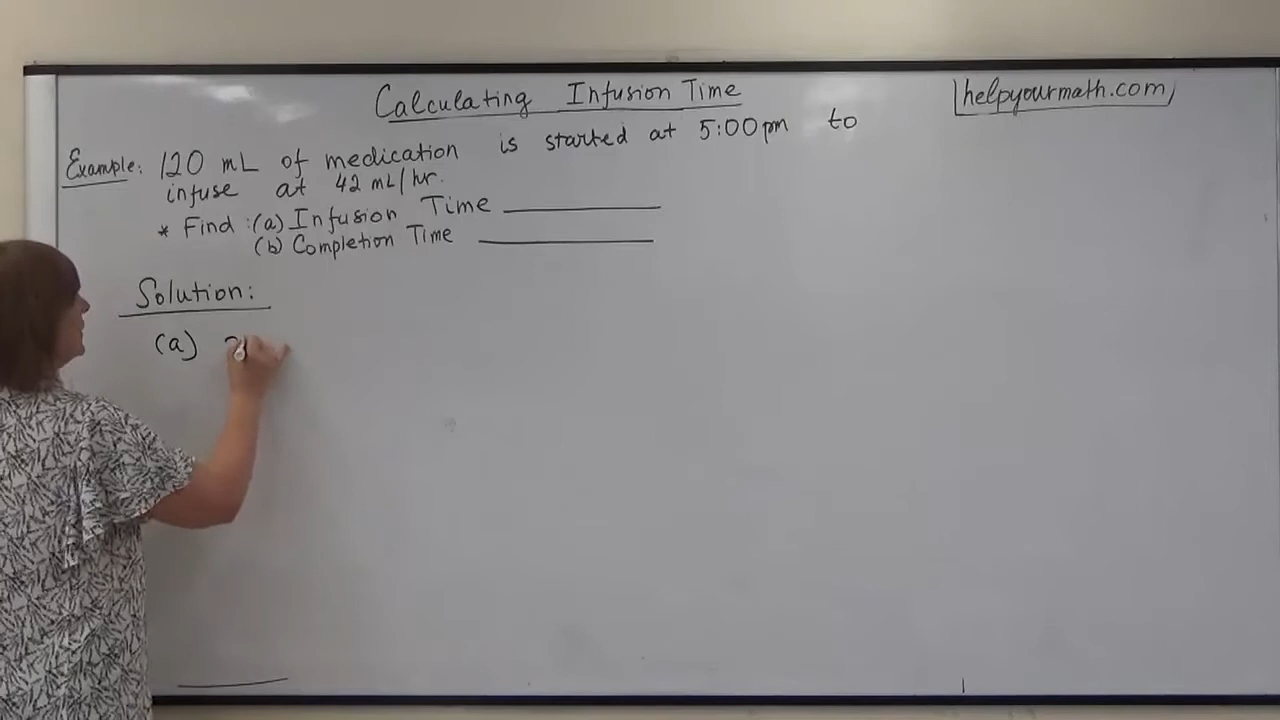 Calculating Infusion Time
helpyourmath.com
Example: 120 mL of medication is started at 5:00pm to
infuse at 42 mL/hr.
* Find: (a) Infusion Time
(b) Completion Time
Solution:
(a)